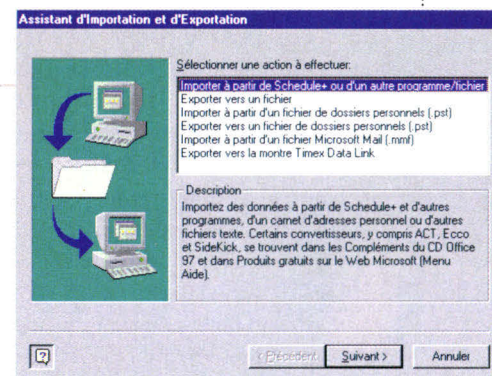 Assistant d'Importation et d'Exportation
Sélectionner une action à effectuer:
Importer à partir de Schedule+ ou d'un autre programme/fichier
Exporter vers un fichier
Importer à partir d'un fichier de dossiers personnels (.pst)
Exporter vers un fichier de dossiers personnels (.pst)
Importer à partir d'un fichier Microsoft Mail (.mmf)
Exporter vers la montre Timex Data Link
Description
Importez des données à partir de Schedule+ et d'autres
programmes, d'un carnet d'adresses personnel ou d'autres
fichiers texte. Certains convertisseurs, y compris ACT, Ecco
et SideKick, se trouvent dans les Compléments du CD Office
97 et dans Produits gratuits sur le Web Microsoft (Menu
Aide).
?
< Précédent Suivant > Annuler